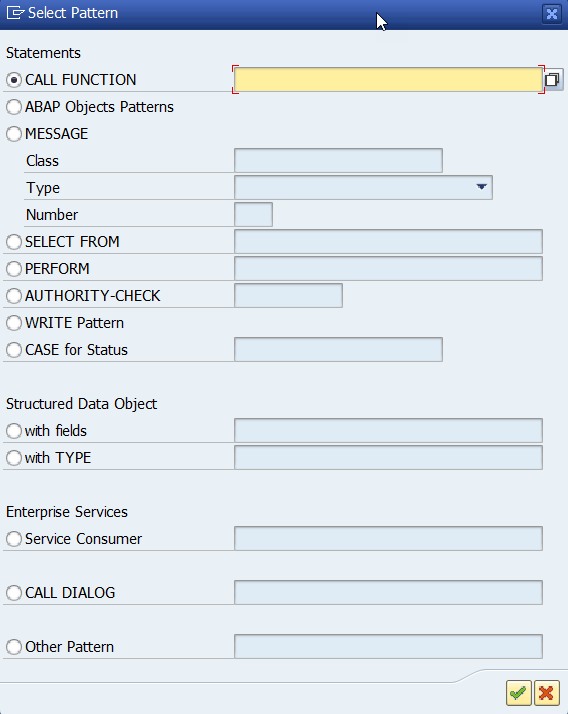 Select Pattern
Statements
CALL FUNCTION
ABAP Objects Patterns
MESSAGE
Class
Type
Number
SELECT FROM
PERFORM
AUTHORITY-CHECK
WRITE Pattern
CASE for Status
Structured Data Object
with fields
with TYPE
Enterprise Services
Service Consumer
CALL DIALOG
Other Pattern